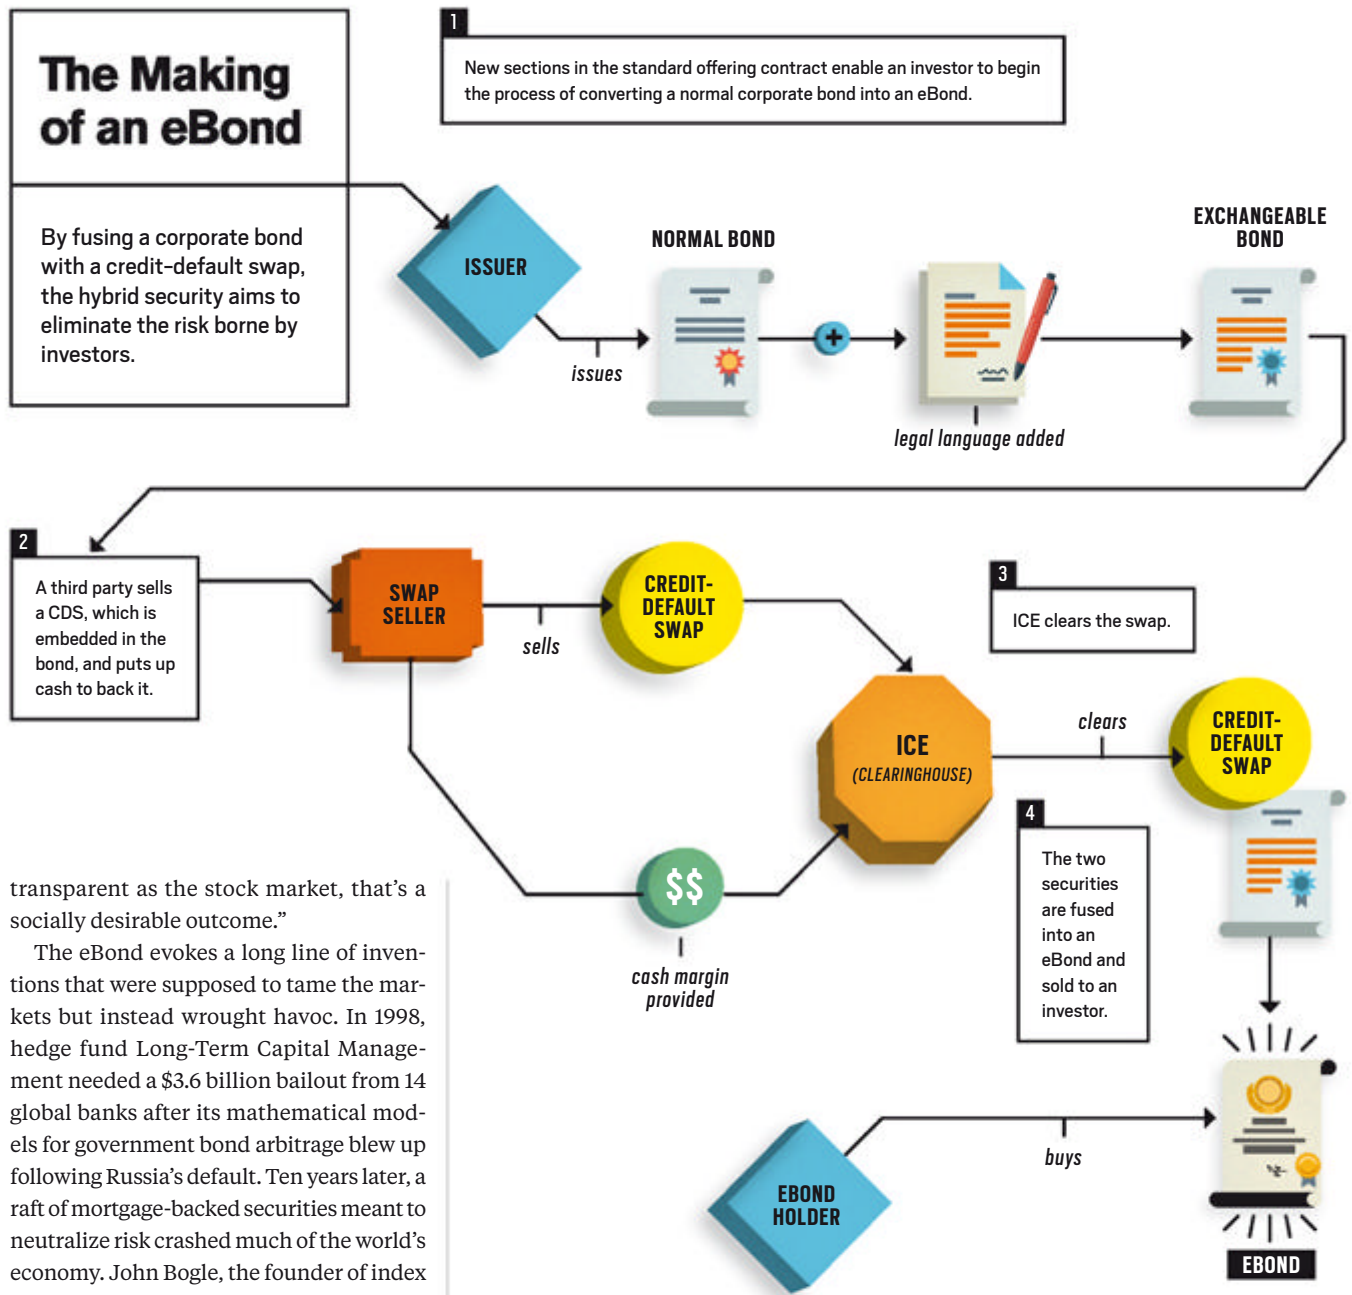 The Making
of an eBond
By fusing a corporate bond
with a credit-default swap,
the hybrid security aims to
eliminate the risk borne by
investors.
1
New sections in the standard offering contract enable an investor to begin
the process of converting a normal corporate bond into an eBond.
ISSUER
issues
NORMAL BOND
+
legal language added
EXCHANGEABLE
BOND
2
A third party sells
a CDS, which is
embedded in the
bond, and puts up
cash to back it.
SWAP
SELLER
sells
CREDIT-
DEFAULT
SWAP
$$
cash margin
provided
3
ICE clears the swap.
ICE
(CLEARINGHOUSE)
clears
CREDIT-
DEFAULT
SWAP
4
The two
securities
are fused
into an
eBond and
sold to an
investor.
EBOND
HOLDER
buys
EBOND
transparent as the stock market, that’s a
socially desirable outcome.”
The eBond evokes a long line of inven-
tions that were supposed to tame the mar-
kets but instead wrought havoc. In 1998,
hedge fund Long-Term Capital Manage-
ment needed a $3.6 billion bailout from 14
global banks after its mathematical mod-
els for government bond arbitrage blew up
following Russia’s default. Ten years later, a
raft of mortgage-backed securities meant to
neutralize risk crashed much of the world’s
economy. John Bogle, the founder of index